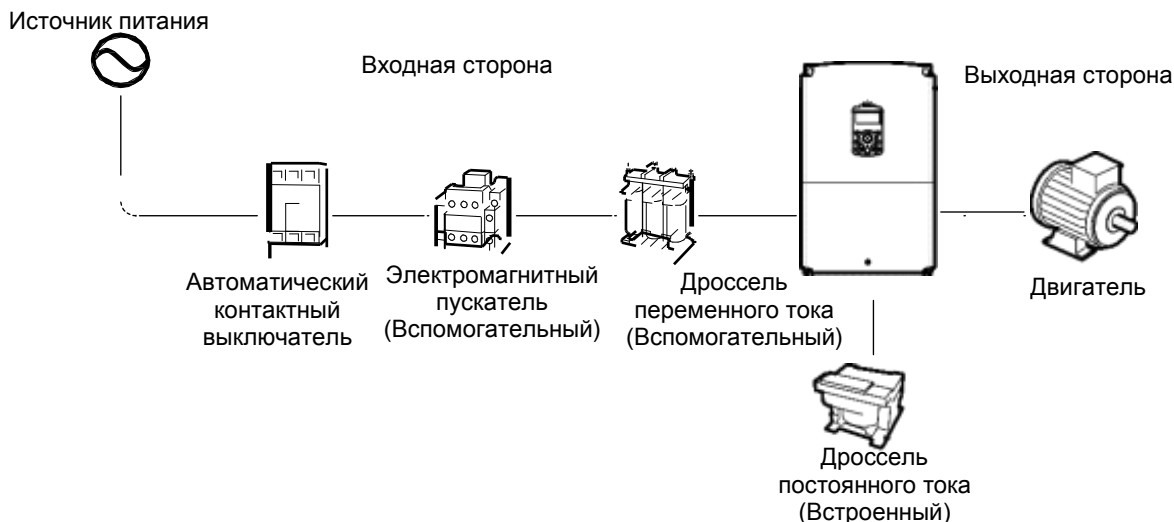 Источник питания
Входная сторона
Выходная сторона
Автоматический
контактный
выключатель
Электромагнитный
пускатель
(Вспомогательный)
Дроссель
переменного тока
(Вспомогательный)
Двигатель
Дроссель
постоянного тока
(Встроенный)